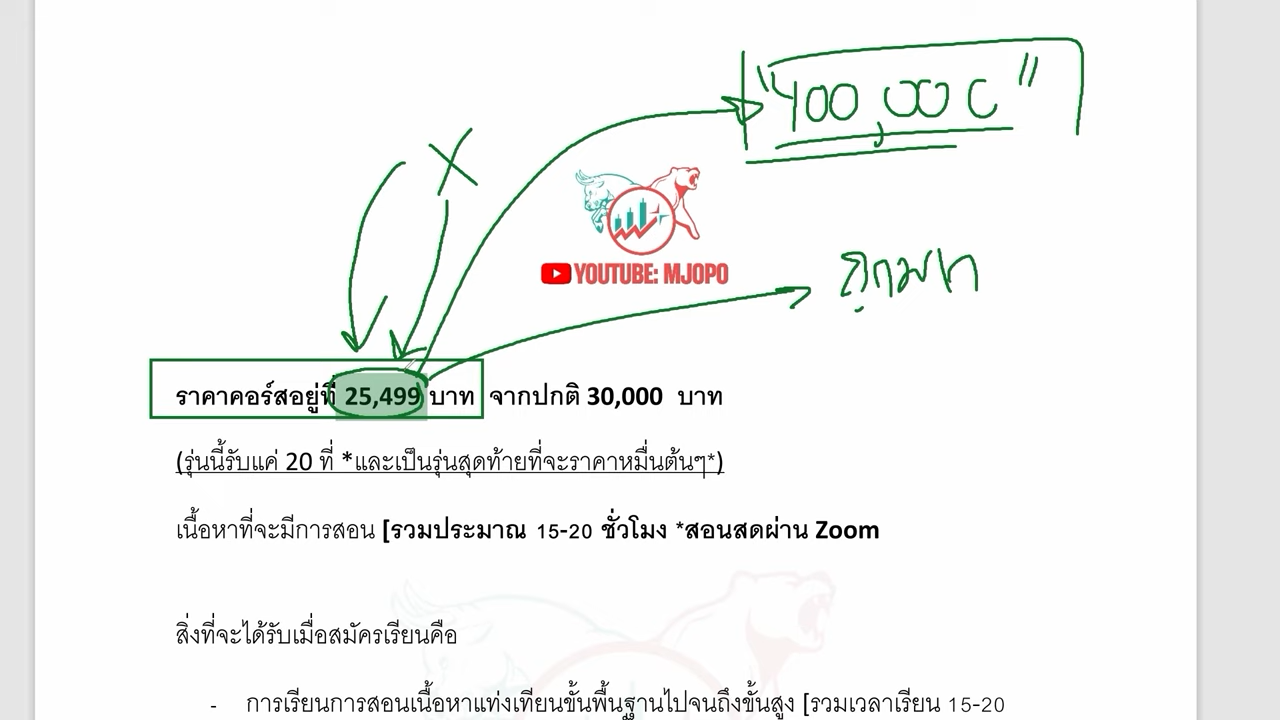 "400,000"
X
YOUTUBE: MJOPO
ถูกมาก
ราคาคอร์สอยู่ที่ 25,499 บาท จากปกติ 30,000 บาท
(รุ่นนี้รับแค่ 20 ที่ *และเป็นรุ่นสุดท้ายที่จะราคาหมื่นต้นๆ*)
เนื้อหาที่จะมีการสอน [รวมประมาณ 15-20 ชั่วโมง *สอนสดผ่าน Zoom
สิ่งที่จะได้รับเมื่อสมัครเรียนคือ
- การเรียนการสอนเนื้อหาแท่งเทียนขั้นพื้นฐานไปจนถึงขั้นสูง [รวมเวลาเรียน 15-20